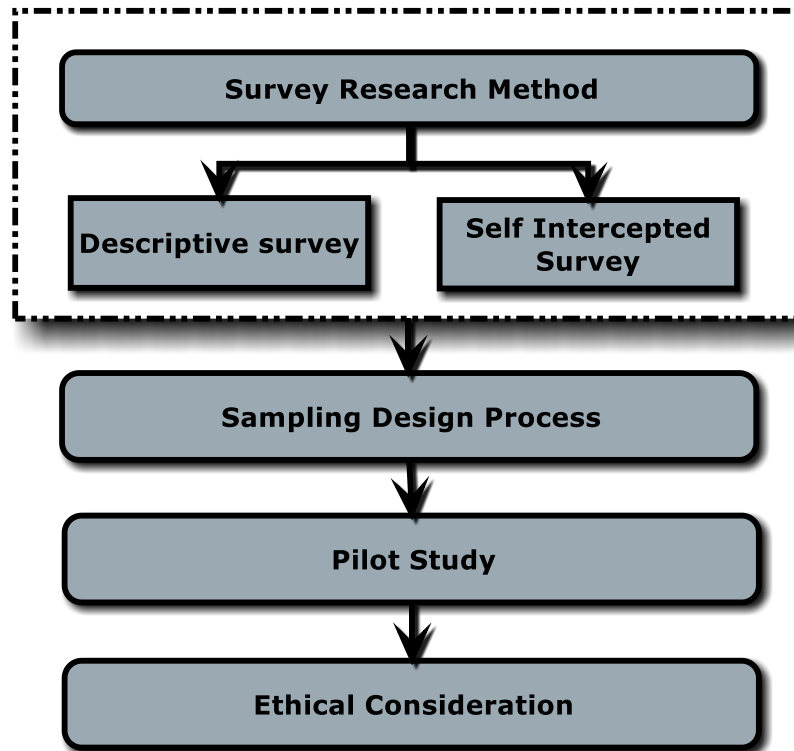 Survey Research Method
Descriptive survey
Self Intercepted
Survey
Sampling Design Process
Pilot Study
Ethical Consideration